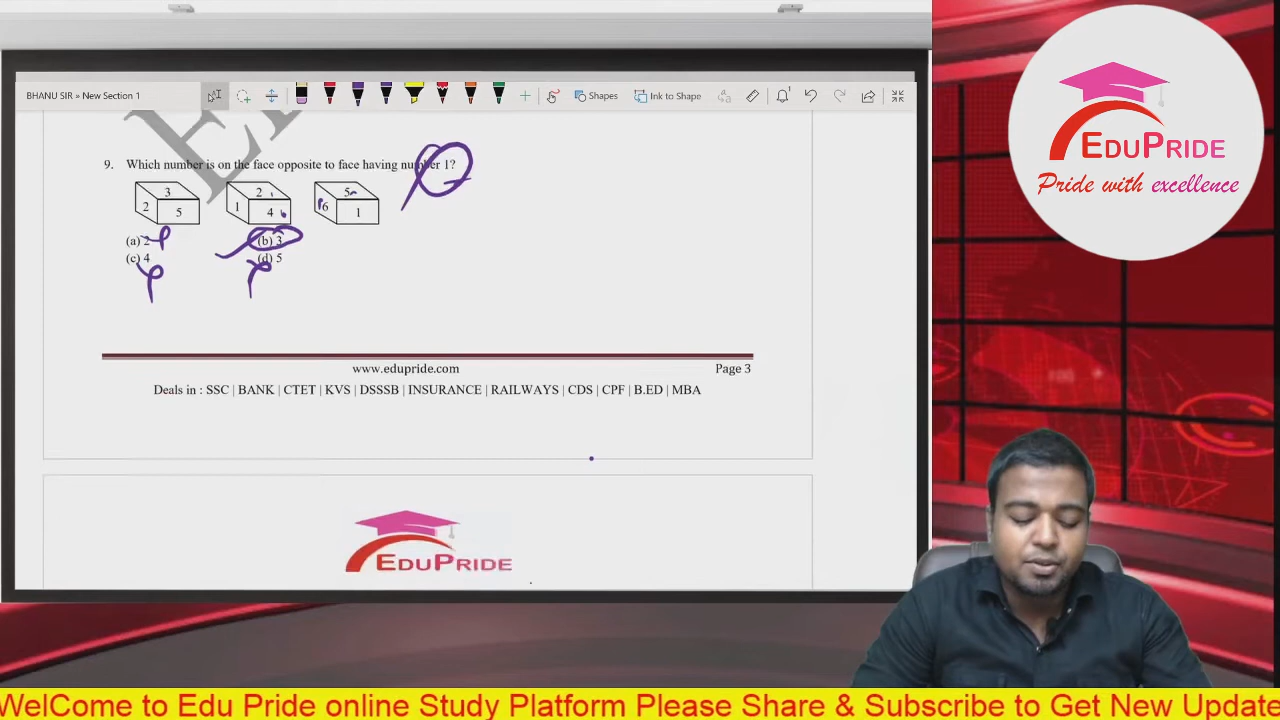 BHANU SIR » New Section 1
Shapes
Ink to Shape
9. Which number is on the face opposite to face having number 1?
3
2
5
2
1
4
5
6
1
(a) 2 (b) 3
(c) 4 (d) 5
www.edupride.com Page 3
Deals in : SSC | BANK | CTET | KVS | DSSSB | INSURANCE | RAILWAYS | CDS | CPF | B.ED | MBA
EDUPRIDE
EDUPRIDE
Pride with excellence
WelCome to Edu Pride online Study Platform Please Share & Subscribe to Get New Update